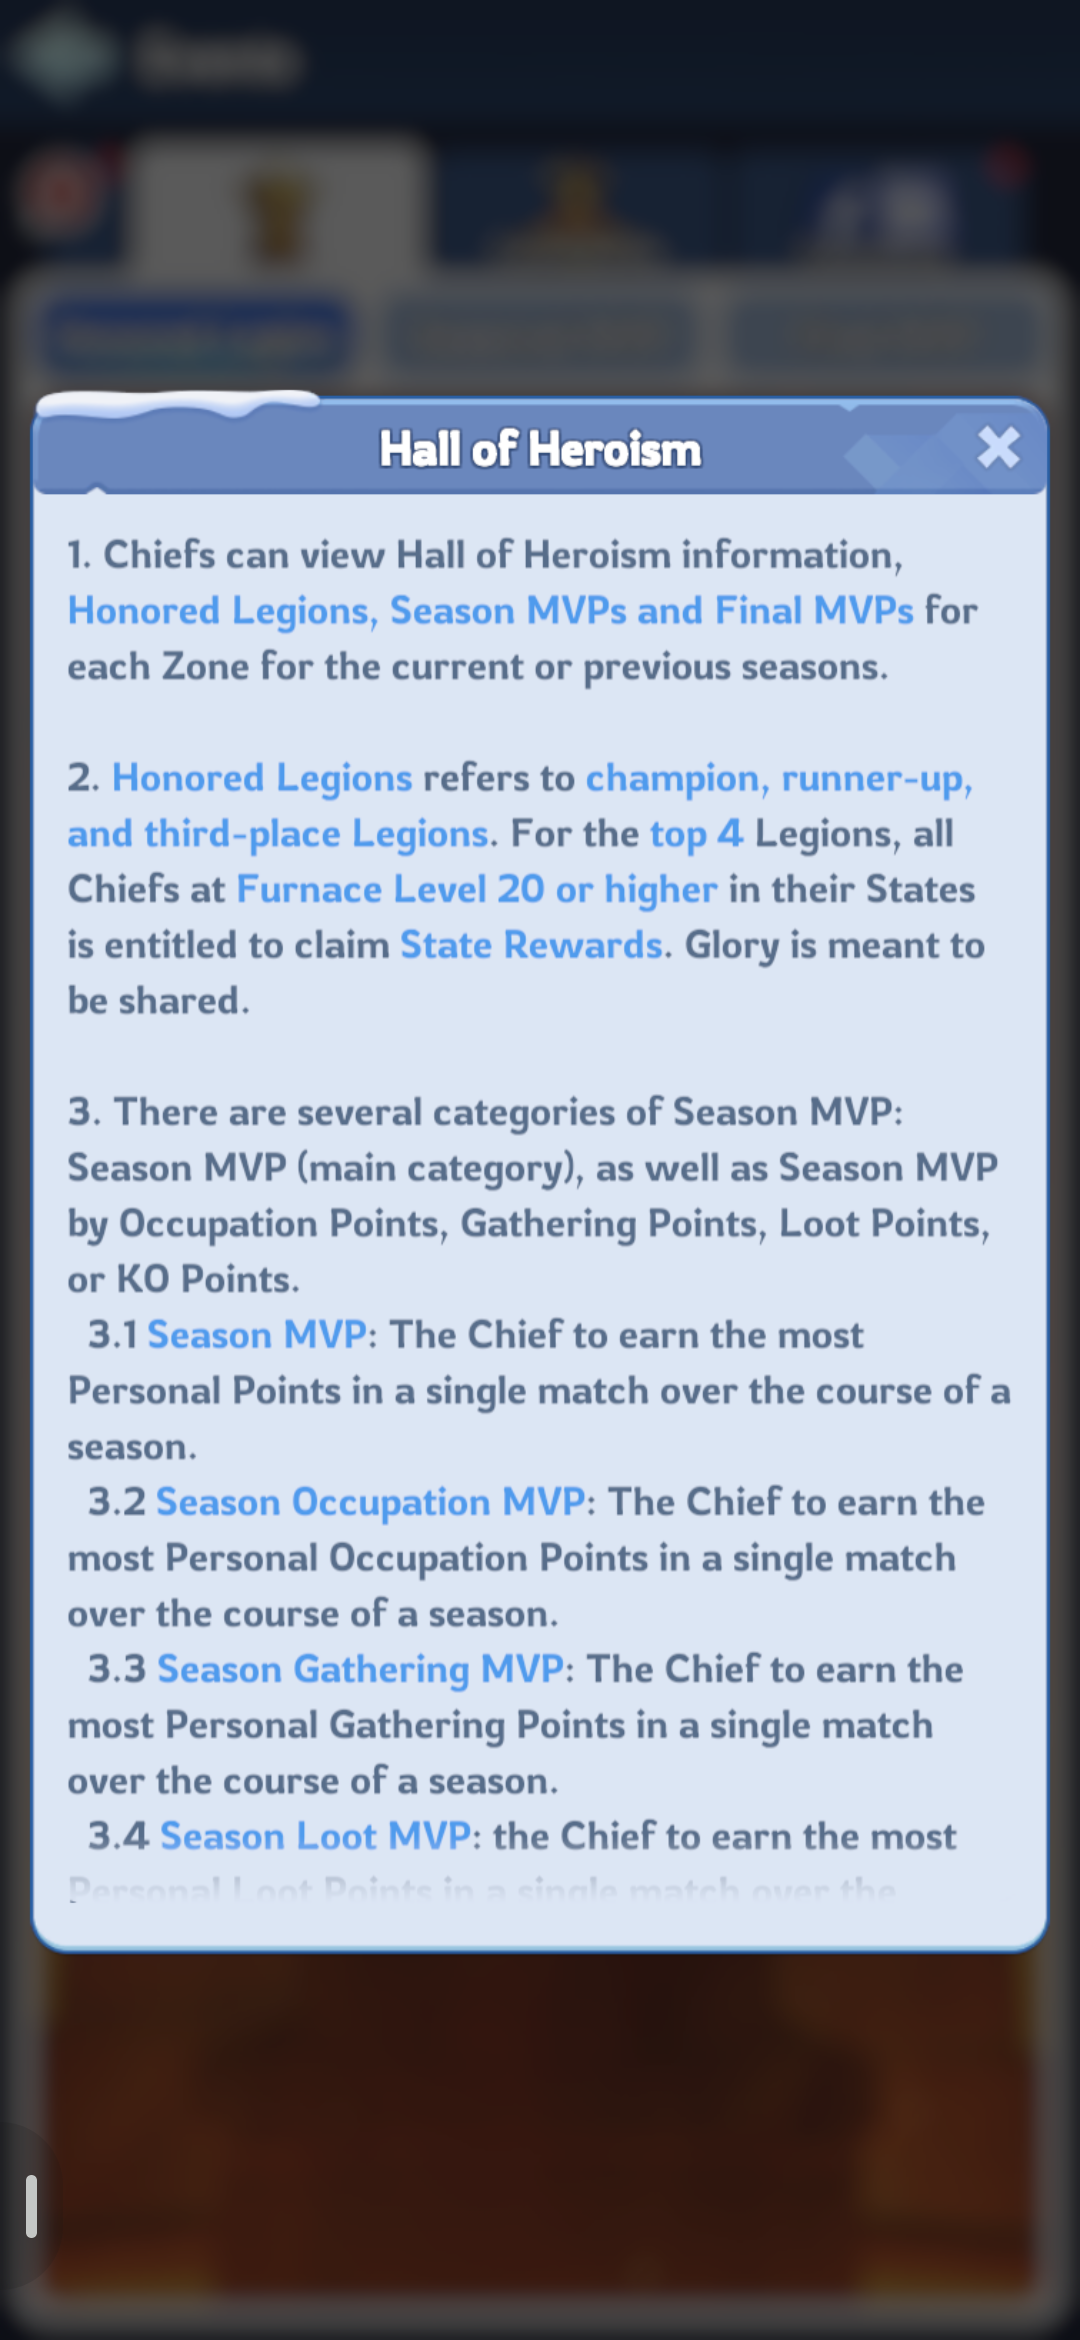 Hall of Heroism
1. Chiefs can view Hall of Heroism information,
Honored Legions, Season MVPs and Final MVPs for
each Zone for the current or previous seasons.
2. Honored Legions refers to champion, runner-up,
and third-place Legions. For the top 4 Legions, all
Chiefs at Furnace Level 20 or higher in their States
is entitled to claim State Rewards. Glory is meant to
be shared.
3. There are several categories of Season MVP:
Season MVP (main category), as well as Season MVP
by Occupation Points, Gathering Points, Loot Points,
or KO Points.
3.1 Season MVP: The Chief to earn the most
Personal Points in a single match over the course of a
season.
3.2 Season Occupation MVP: The Chief to earn the
most Personal Occupation Points in a single match
over the course of a season.
3.3 Season Gathering MVP: The Chief to earn the
most Personal Gathering Points in a single match
over the course of a season.
3.4 Season Loot MVP: the Chief to earn the most
Personal Loot Points in a single match over the